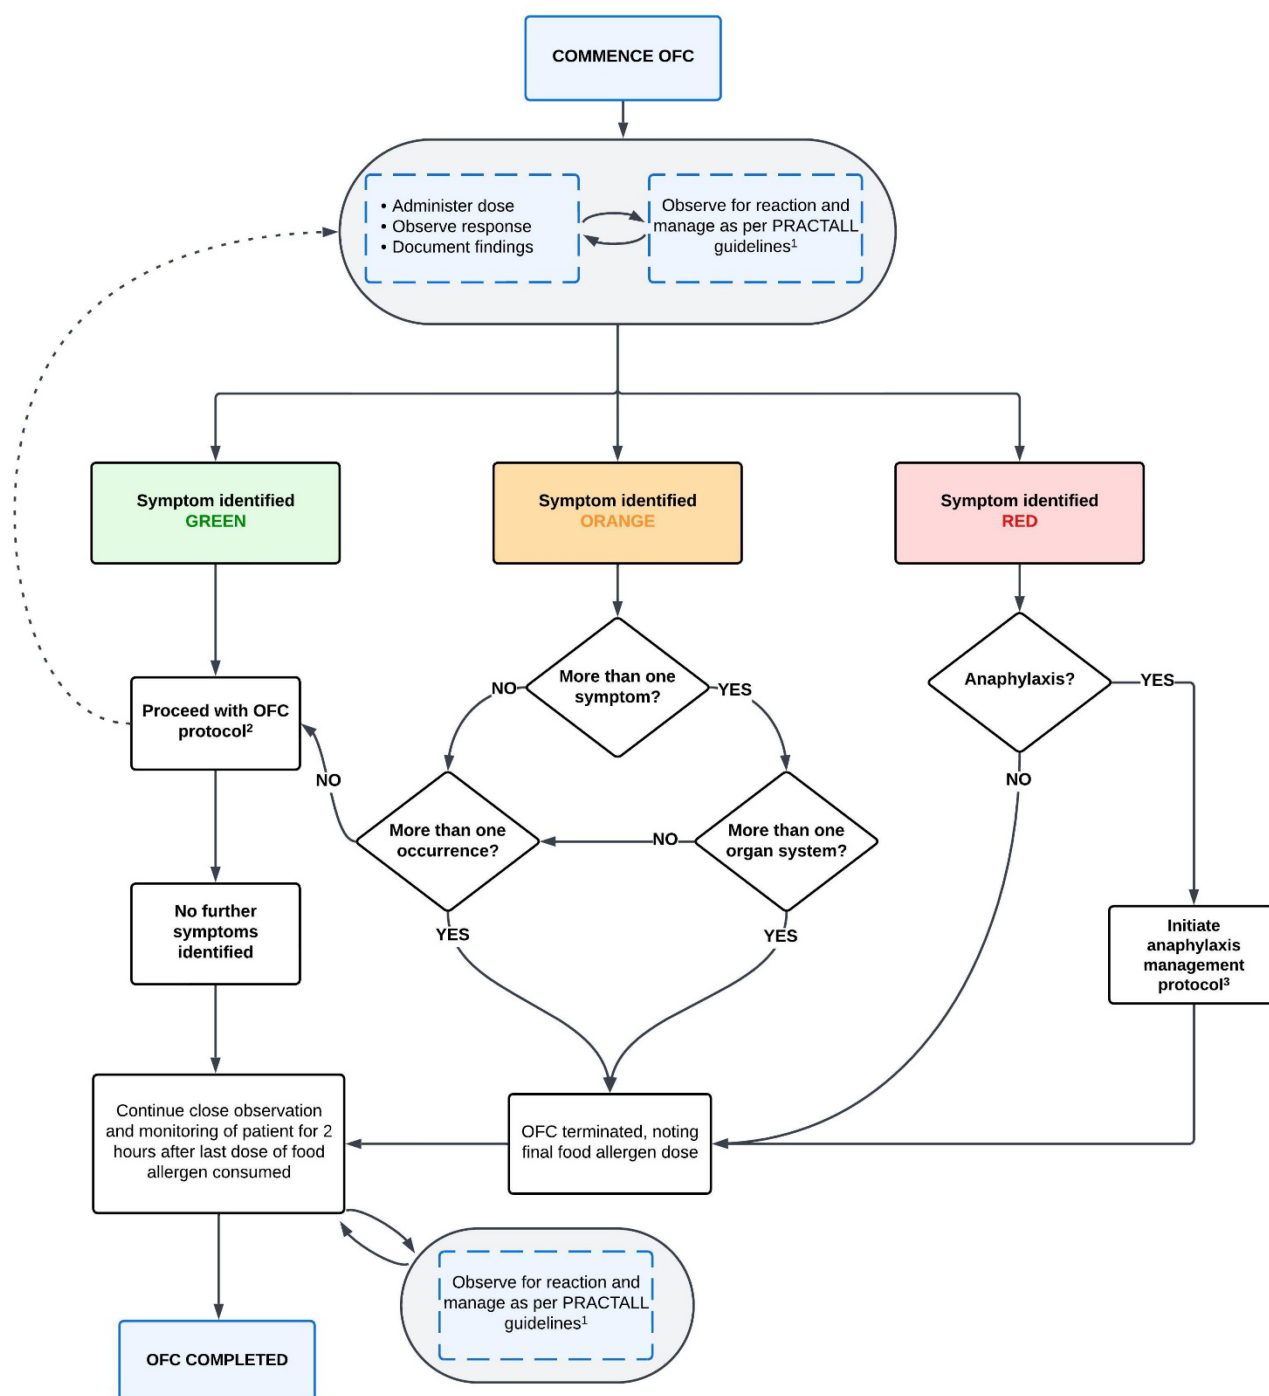 COMMENCE OFC
• Administer dose
• Observe response
• Document findings
Observe for reaction and
manage as per PRACTALL
guidelines¹
Symptom identified
GREEN
Symptom identified
ORANGE
Symptom identified
RED
More than one
symptom?
NO
YES
Anaphylaxis?
YES
NO
Proceed with OFC
protocol²
NO
More than one
occurrence?
NO
More than one
organ system?
YES
YES
No further
symptoms
identified
Initiate
anaphylaxis
management
protocol³
Continue close observation
and monitoring of patient for 2
hours after last dose of food
allergen consumed
OFC terminated, noting
final food allergen dose
Observe for reaction and
manage as per PRACTALL
guidelines¹
OFC COMPLETED